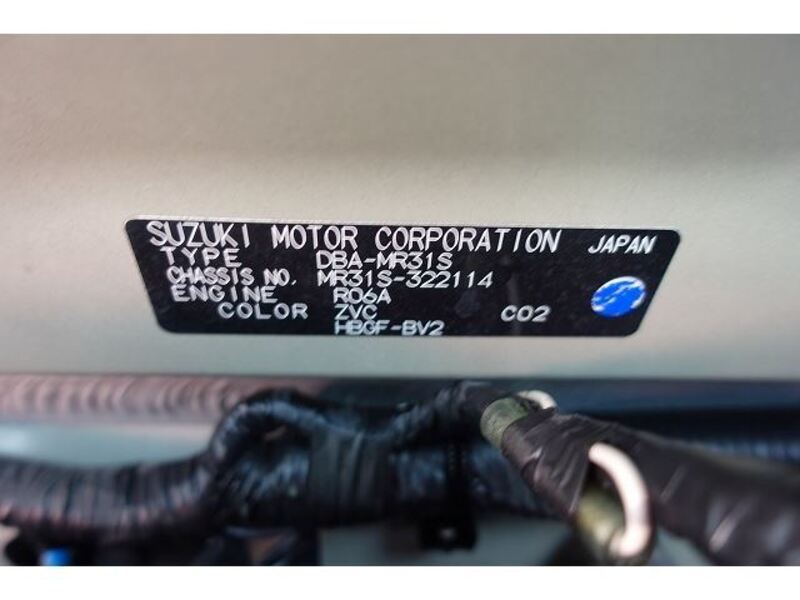 SUZUKI MOTOR CORPORATION JAPAN
TYPE DBA-MR31S
CHASSIS NO. MR31S-322114
ENGINE R06A
COLOR ZVC C02
HBGF-BV2